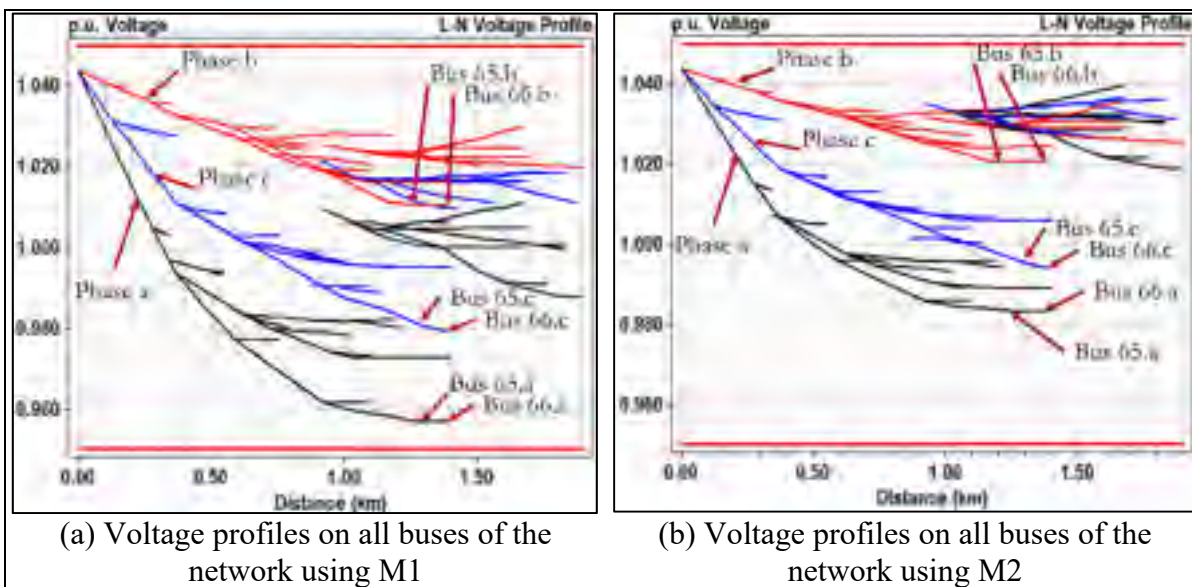 p.u. Voltage
L-N Voltage Profile
Phase b
Bus 65.b
Bus 66.b
1.040
1.020
Phase c
1.000
Phase a
0.980
Bus 65.c
Bus 66.c
Bus 65.a
Bus 66.a
0.960
0.00
0.50
1.00
1.50
Distance (km)
(a) Voltage profiles on all buses of the
network using M1
p.u. Voltage
L-N Voltage Profile
Phase b
Bus 65.b
Bus 66.b
1.040
1.020
Phase c
1.000
Phase a
Bus 65.c
Bus 66.c
Bus 66.a
0.980
Bus 65.a
0.960
0.00
0.50
1.00
1.50
Distance (km)
(b) Voltage profiles on all buses of the
network using M2